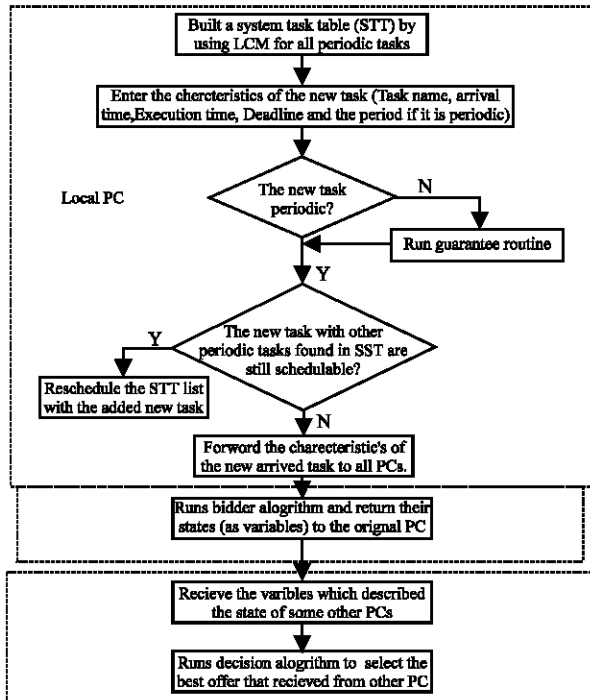 Built a system task table (STT) by
using LCM for all periodic tasks
Enter the chercteristics of the new task (Task name, arrival
time,Execution time, Deadline and the period if it is periodic)
The new task
periodic?
N
Local PC
Run guarantee routine
Y
The new task with other
periodic tasks found in SST are
still schedulable?
Y
Reschedule the STT list
with the added new task
N
Forword the charecteristic's of
the new arrived task to all PCs.
Runs bidder alogrithm and return their
states (as variables) to the orignal PC
Recieve the varibles which described
the state of some other PCs
Runs decision alogrithm to select the
best offer that recieved from other PC